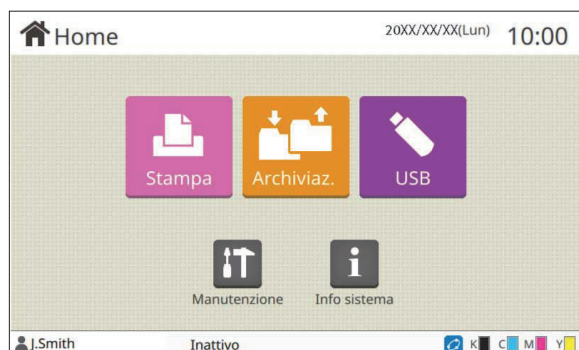 Home 20XX/XX/XX(Lun) 10:00
Stampa Archiviaz. USB
Manutenzione Info sistema
J.Smith Inattivo K C M Y